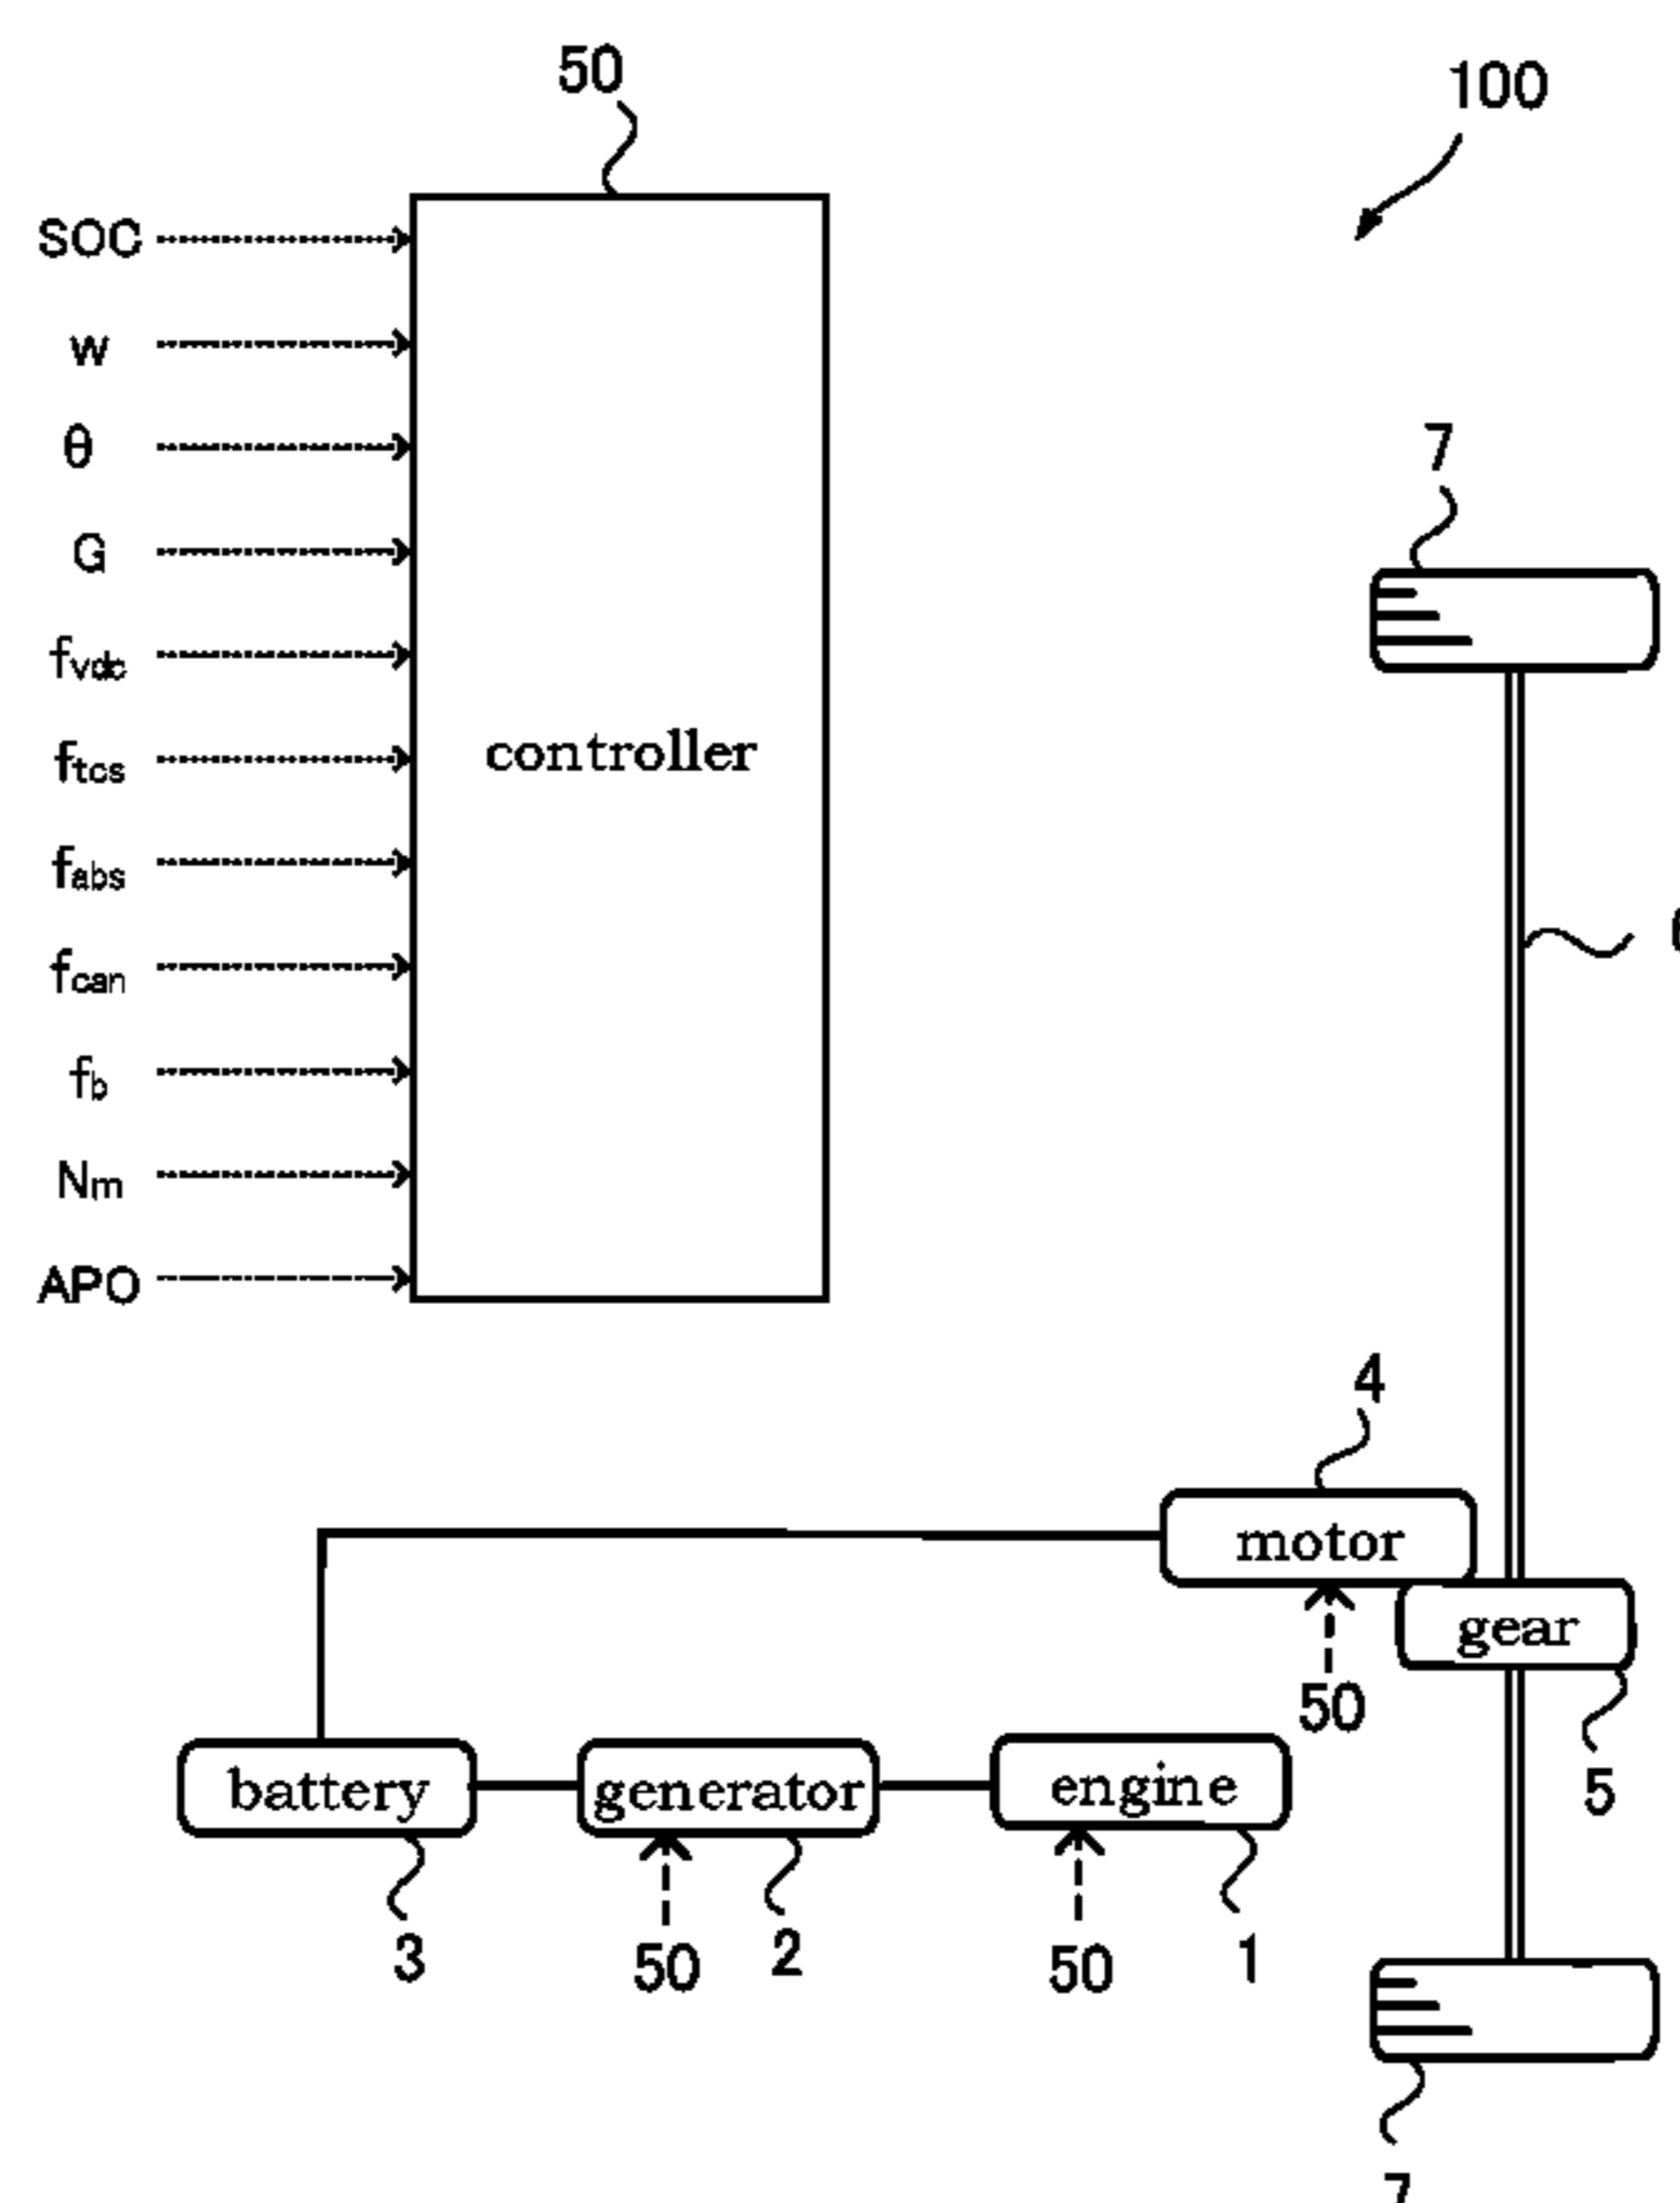 50
100
SOC
w
θ
G
7
fvdc
ftcs
controller
fabs
fcan
fb
Nm
APO
4
motor
gear
50
5
battery
generator
engine
3
50
2
50
1
7